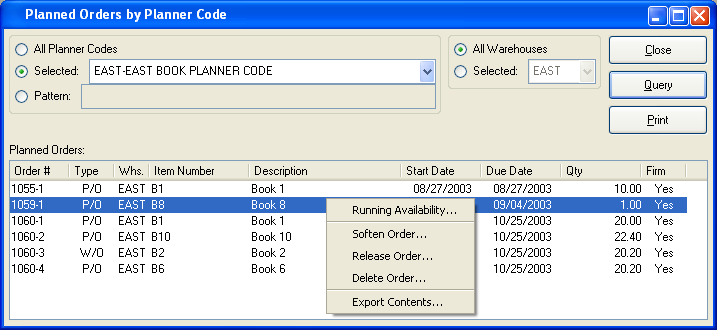 Planned Orders by Planner Code
All Planner Codes
Selected: EAST-EAST BOOK PLANNER CODE
Pattern:
All Warehouses
Selected: EAST
Close
Query
Print
Planned Orders:
Order # Type Whs. Item Number Description Start Date Due Date Qty Firm
1055-1 P/O EAST B1 Book 1 08/27/2003 08/27/2003 10.00 Yes
1059-1 P/O EAST B8 Book 8 09/04/2003 1.00 Yes
1060-1 P/O EAST B1 Book 1 10/25/2003 20.00 Yes
1060-2 P/O EAST B10 Book 10 10/25/2003 22.40 Yes
1060-3 W/O EAST B2 Book 2 10/25/2003 20.20 Yes
1060-4 P/O EAST B6 Book 6 10/25/2003 20.20 Yes
Running Availability...
Soften Order...
Release Order...
Delete Order...
Export Contents...